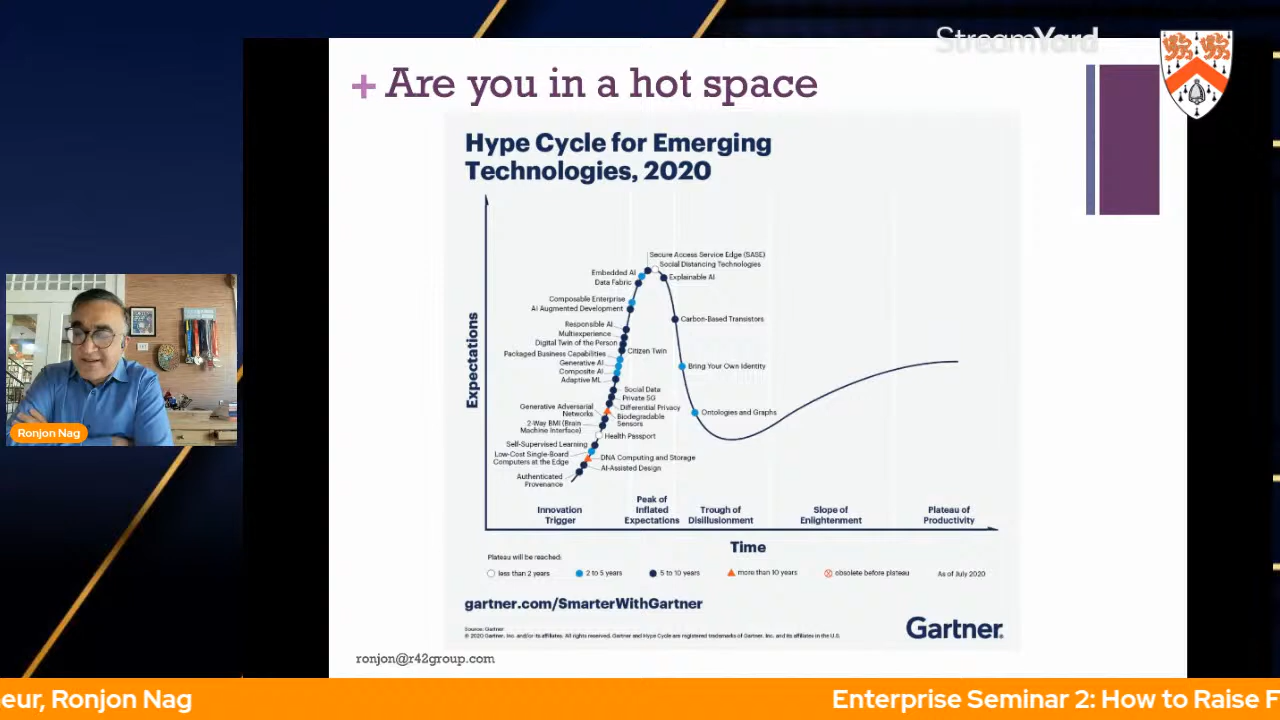 StreamYard
+ Are you in a hot space
Hype Cycle for Emerging
Technologies, 2020
Secure Access Service Edge (SASE)
Social Distancing Technologies
Embedded AI
Explainable AI
Data Fabric
Composable Enterprise
AI Augmented Development
Carbon-Based Transistors
Responsible AI
Multiexperience
Digital Twin of the Person
Citizen Twin
Packaged Business Capabilities
Generative AI
Bring Your Own Identity
Composite AI
Adaptive ML
Social Data
Private 5G
Generative Adversarial
Networks
Differential Privacy
Ontologies and Graphs
Biodegradable
Sensors
2-Way BMI (Brain
Machine Interface)
Health Passport
Self-Supervised Learning
Low-Cost Single-Board
Computers at the Edge
DNA Computing and Storage
AI-Assisted Design
Authenticated
Provenance
Expectations
Innovation
Trigger
Peak of
Inflated
Expectations
Trough of
Disillusionment
Slope of
Enlightenment
Plateau of
Productivity
Time
Plateau will be reached:
less than 2 years
2 to 5 years
5 to 10 years
more than 10 years
obsolete before plateau
As of July 2020
gartner.com/SmarterWithGartner
Source: Gartner
© 2020 Gartner, Inc. and/or its affiliates. All rights reserved. Gartner and Hype Cycle are registered trademarks of Gartner, Inc. and its affiliates in the U.S.
Gartner.
ronjon@r42group.com
Ronjon Nag
eur, Ronjon Nag
Enterprise Seminar 2: How to Raise F